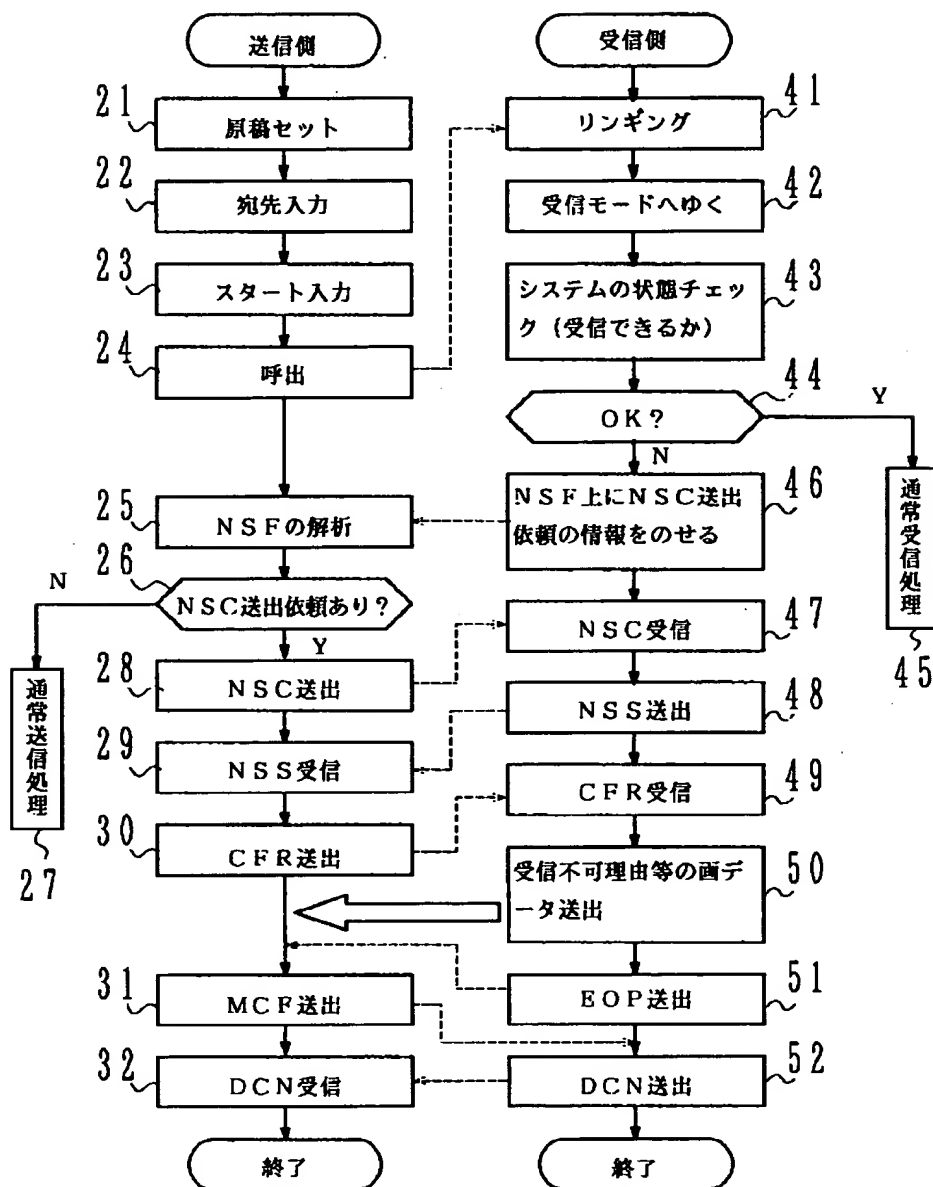 送信側
21
原稿セット
22
宛先入力
23
スタート入力
24
呼出
25
NSFの解析
26
N
NSC送出依頼あり?
Y
通常送信処理
27
28
NSC送出
29
NSS受信
30
CFR送出
31
MCF送出
32
DCN受信
終了
受信側
41
リンギング
42
受信モードへゆく
43
システムの状態チェッ
ク(受信できるか)
44
OK?
Y
N
通常受信処理
45
46
NSF上にNSC送出
依頼の情報をのせる
47
NSC受信
48
NSS送出
49
CFR受信
50
受信不可理由等の画デ
ータ送出
51
EOP送出
52
DCN送出
終了